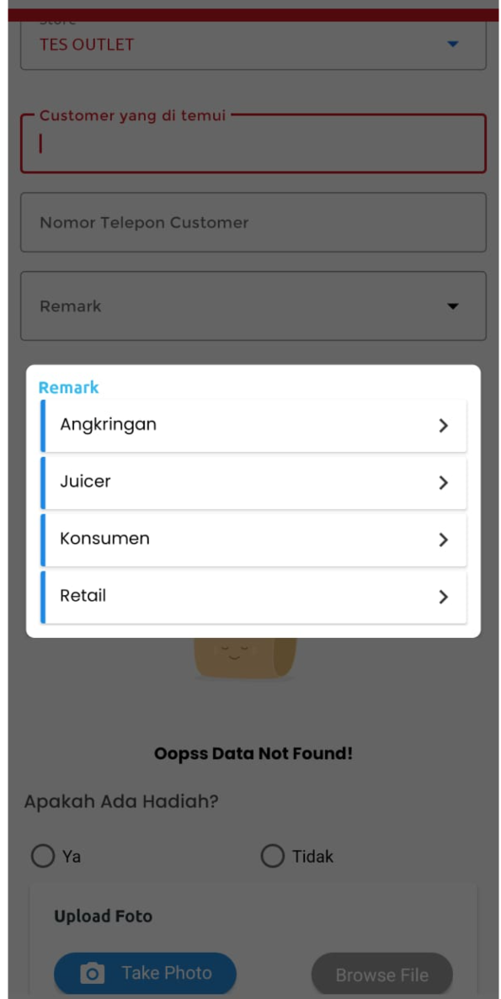 Store
TES OUTLET
Customer yang di temui
Nomor Telepon Customer
Remark
Remark
Angkringan
Juicer
Konsumen
Retail
Oopss Data Not Found!
Apakah Ada Hadiah?
Ya
Tidak
Upload Foto
Take Photo
Browse File